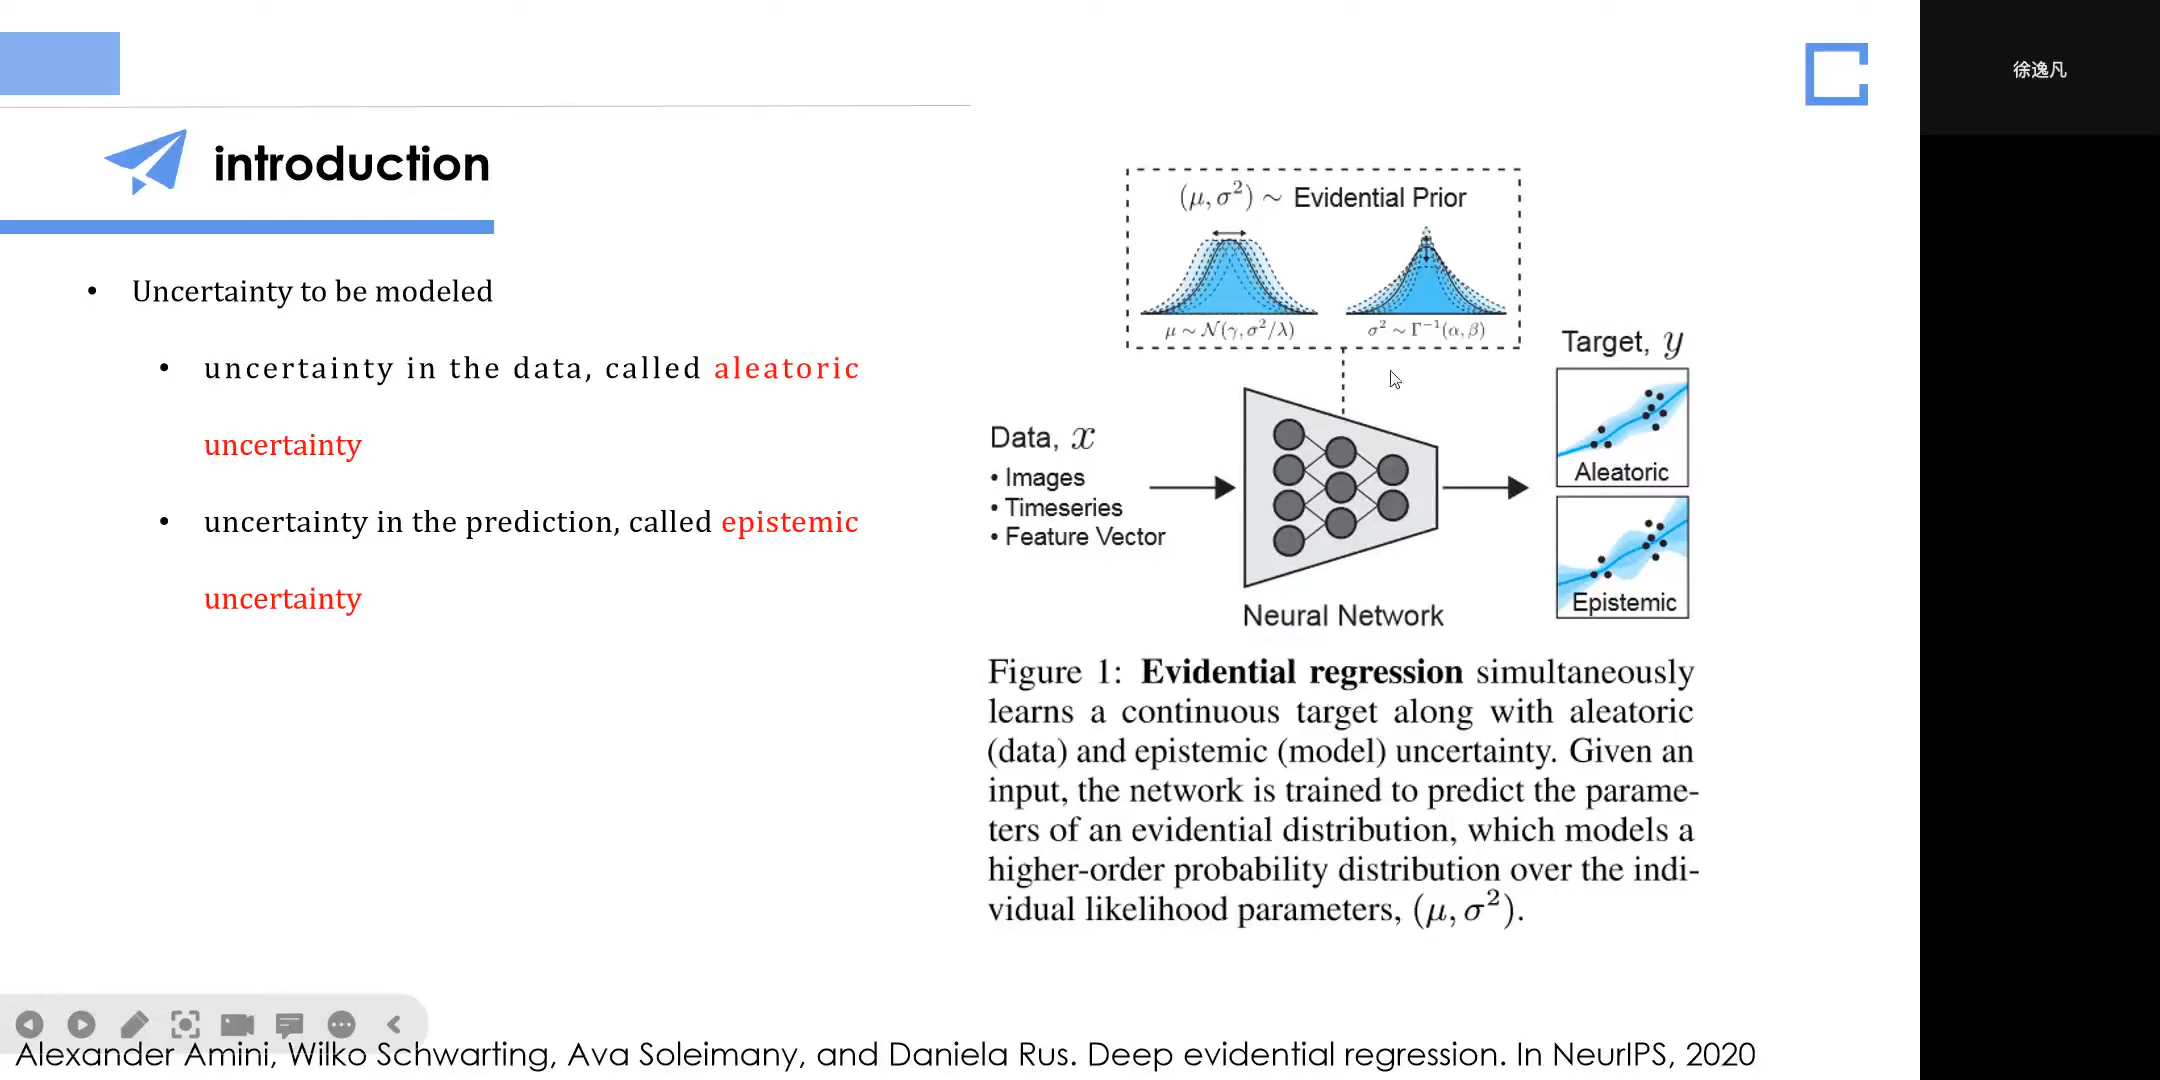 徐逸凡
introduction
• Uncertainty to be modeled
• uncertainty in the data, called aleatoric
uncertainty
• uncertainty in the prediction, called epistemic
uncertainty
(μ, σ²) ∼ Evidential Prior
μ ∼ N(γ, σ²/λ)
σ² ∼ Γ⁻¹(α, β)
Data, x
• Images
• Timeseries
• Feature Vector
Neural Network
Target, y
Aleatoric
Epistemic
Figure 1: Evidential regression simultaneously
learns a continuous target along with aleatoric
(data) and epistemic (model) uncertainty. Given an
input, the network is trained to predict the parame-
ters of an evidential distribution, which models a
higher-order probability distribution over the indi-
vidual likelihood parameters, (μ, σ²).
Alexander Amini, Wilko Schwarting, Ava Soleimany, and Daniela Rus. Deep evidential regression. In NeurIPS, 2020